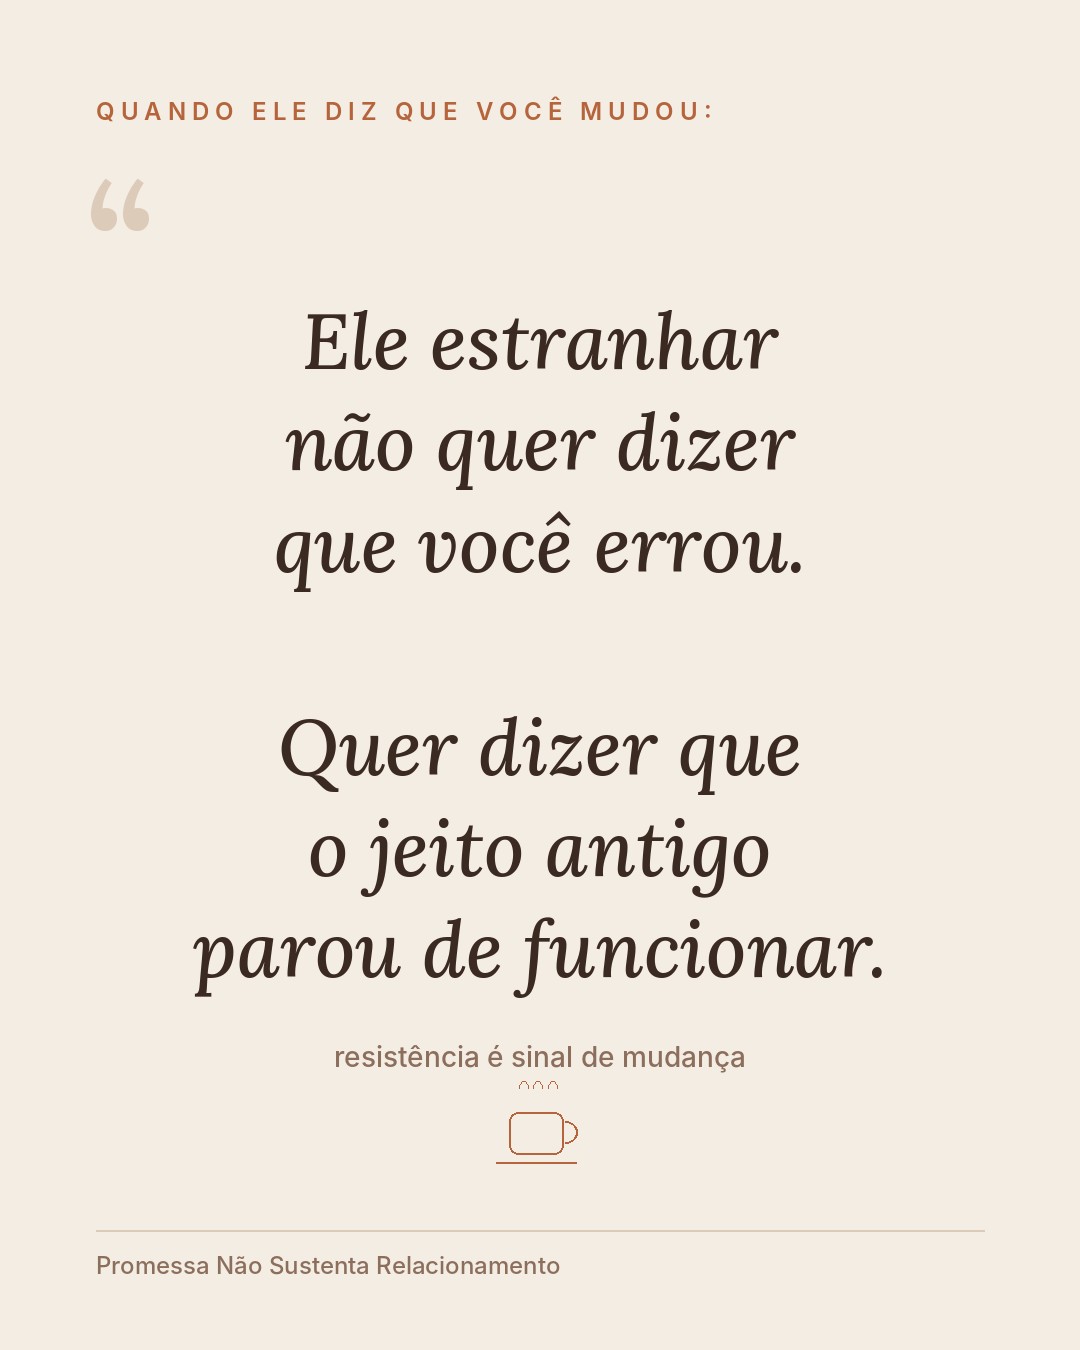 QUANDO ELE DIZ QUE VOCÊ MUDOU:
“
Ele estranhar
não quer dizer
que você errou.
Quer dizer que
o jeito antigo
parou de funcionar.
resistência é sinal de mudança
Promessa Não Sustenta Relacionamento